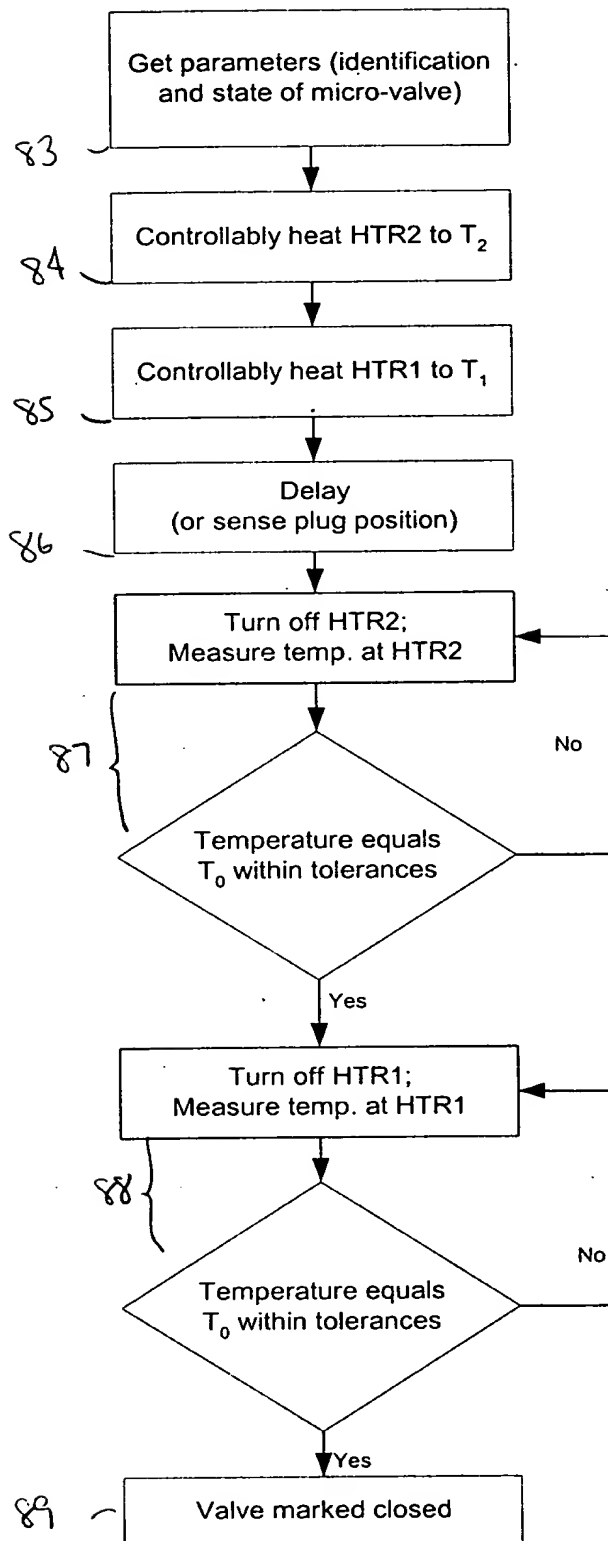 Get parameters (identification
and state of micro-valve)
83
Controllably heat HTR2 to T₂
84
Controllably heat HTR1 to T₁
85
Delay
(or sense plug position)
86
Turn off HTR2;
Measure temp. at HTR2
87
No
Temperature equals
T₀ within tolerances
Yes
Turn off HTR1;
Measure temp. at HTR1
88
No
Temperature equals
T₀ within tolerances
Yes
Valve marked closed
89